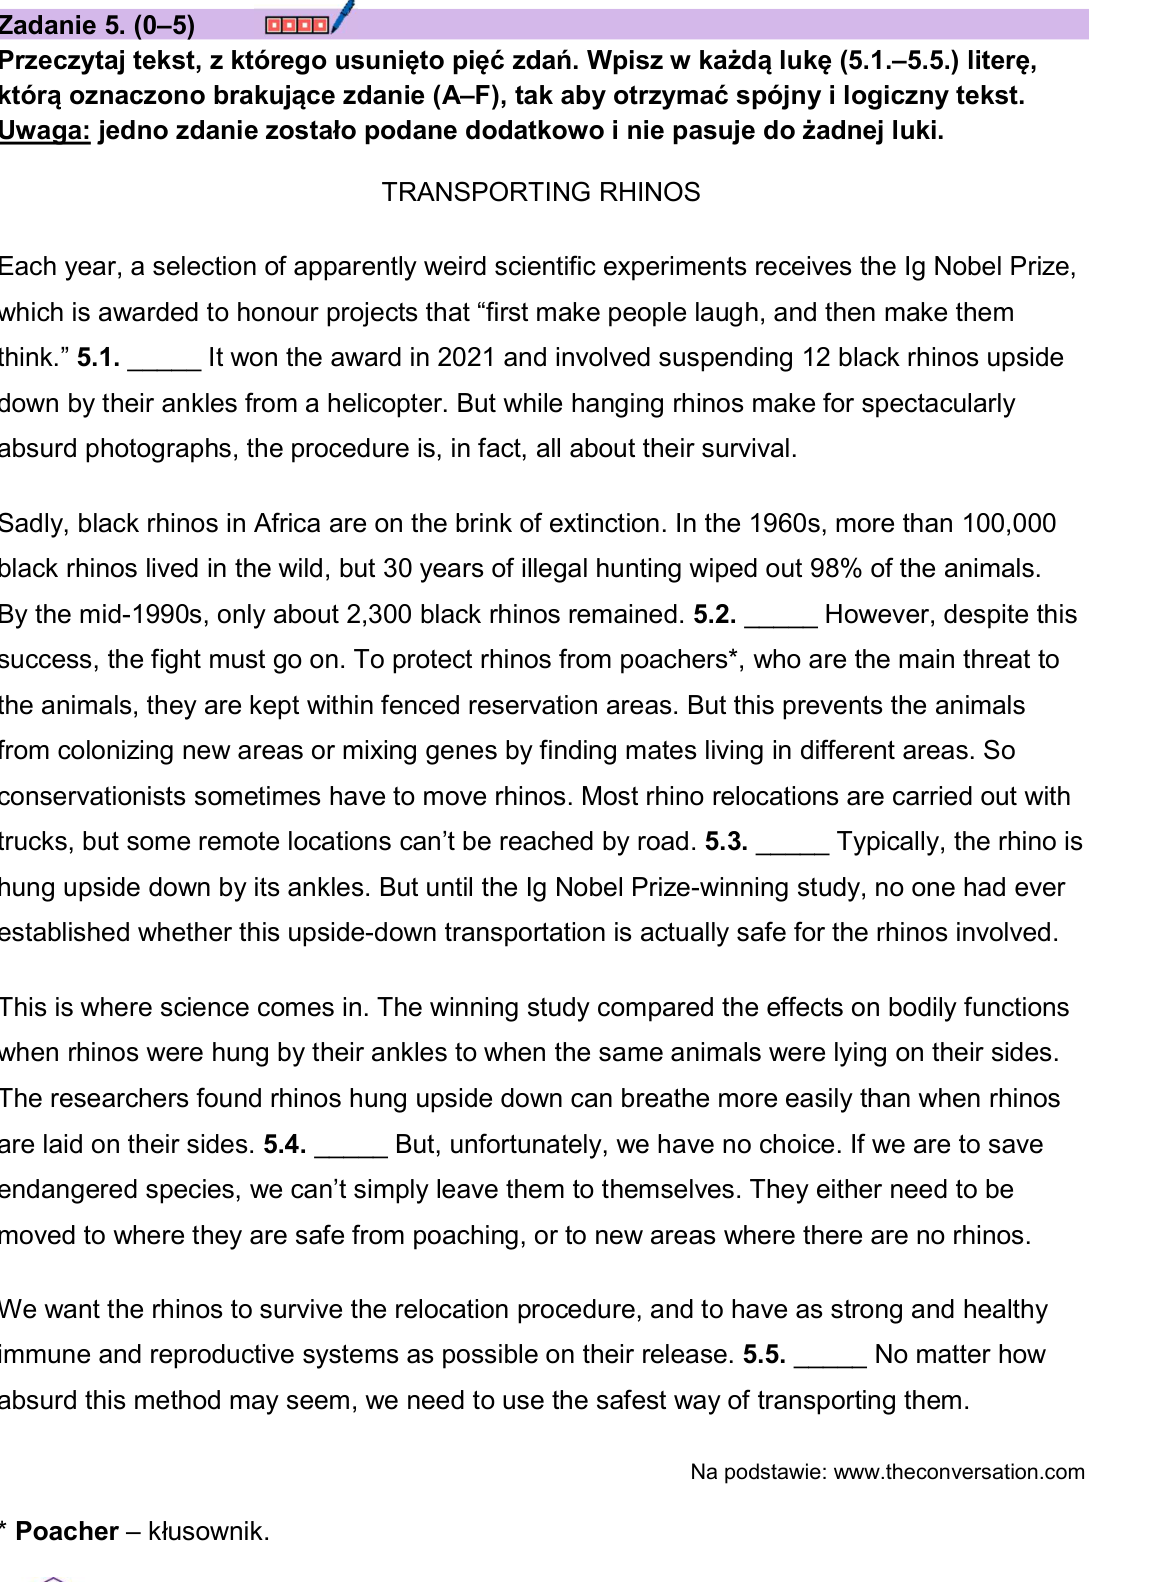 Zadanie 5. (0–5)
Przeczytaj tekst, z którego usunięto pięć zdań. Wpisz w każdą lukę (5.1.–5.5.) literę,
którą oznaczono brakujące zdanie (A–F), tak aby otrzymać spójny i logiczny tekst.
Uwaga: jedno zdanie zostało podane dodatkowo i nie pasuje do żadnej luki.
TRANSPORTING RHINOS
Each year, a selection of apparently weird scientific experiments receives the Ig Nobel Prize,
which is awarded to honour projects that “first make people laugh, and then make them
think.” 5.1. _____ It won the award in 2021 and involved suspending 12 black rhinos upside
down by their ankles from a helicopter. But while hanging rhinos make for spectacularly
absurd photographs, the procedure is, in fact, all about their survival.
Sadly, black rhinos in Africa are on the brink of extinction. In the 1960s, more than 100,000
black rhinos lived in the wild, but 30 years of illegal hunting wiped out 98% of the animals.
By the mid-1990s, only about 2,300 black rhinos remained. 5.2. _____ However, despite this
success, the fight must go on. To protect rhinos from poachers*, who are the main threat to
the animals, they are kept within fenced reservation areas. But this prevents the animals
from colonizing new areas or mixing genes by finding mates living in different areas. So
conservationists sometimes have to move rhinos. Most rhino relocations are carried out with
trucks, but some remote locations can’t be reached by road. 5.3. _____ Typically, the rhino is
hung upside down by its ankles. But until the Ig Nobel Prize-winning study, no one had ever
established whether this upside-down transportation is actually safe for the rhinos involved.
This is where science comes in. The winning study compared the effects on bodily functions
when rhinos were hung by their ankles to when the same animals were lying on their sides.
The researchers found rhinos hung upside down can breathe more easily than when rhinos
are laid on their sides. 5.4. _____ But, unfortunately, we have no choice. If we are to save
endangered species, we can’t simply leave them to themselves. They either need to be
moved to where they are safe from poaching, or to new areas where there are no rhinos.
We want the rhinos to survive the relocation procedure, and to have as strong and healthy
immune and reproductive systems as possible on their release. 5.5. _____ No matter how
absurd this method may seem, we need to use the safest way of transporting them.
Na podstawie: www.theconversation.com
* Poacher – kłusownik.